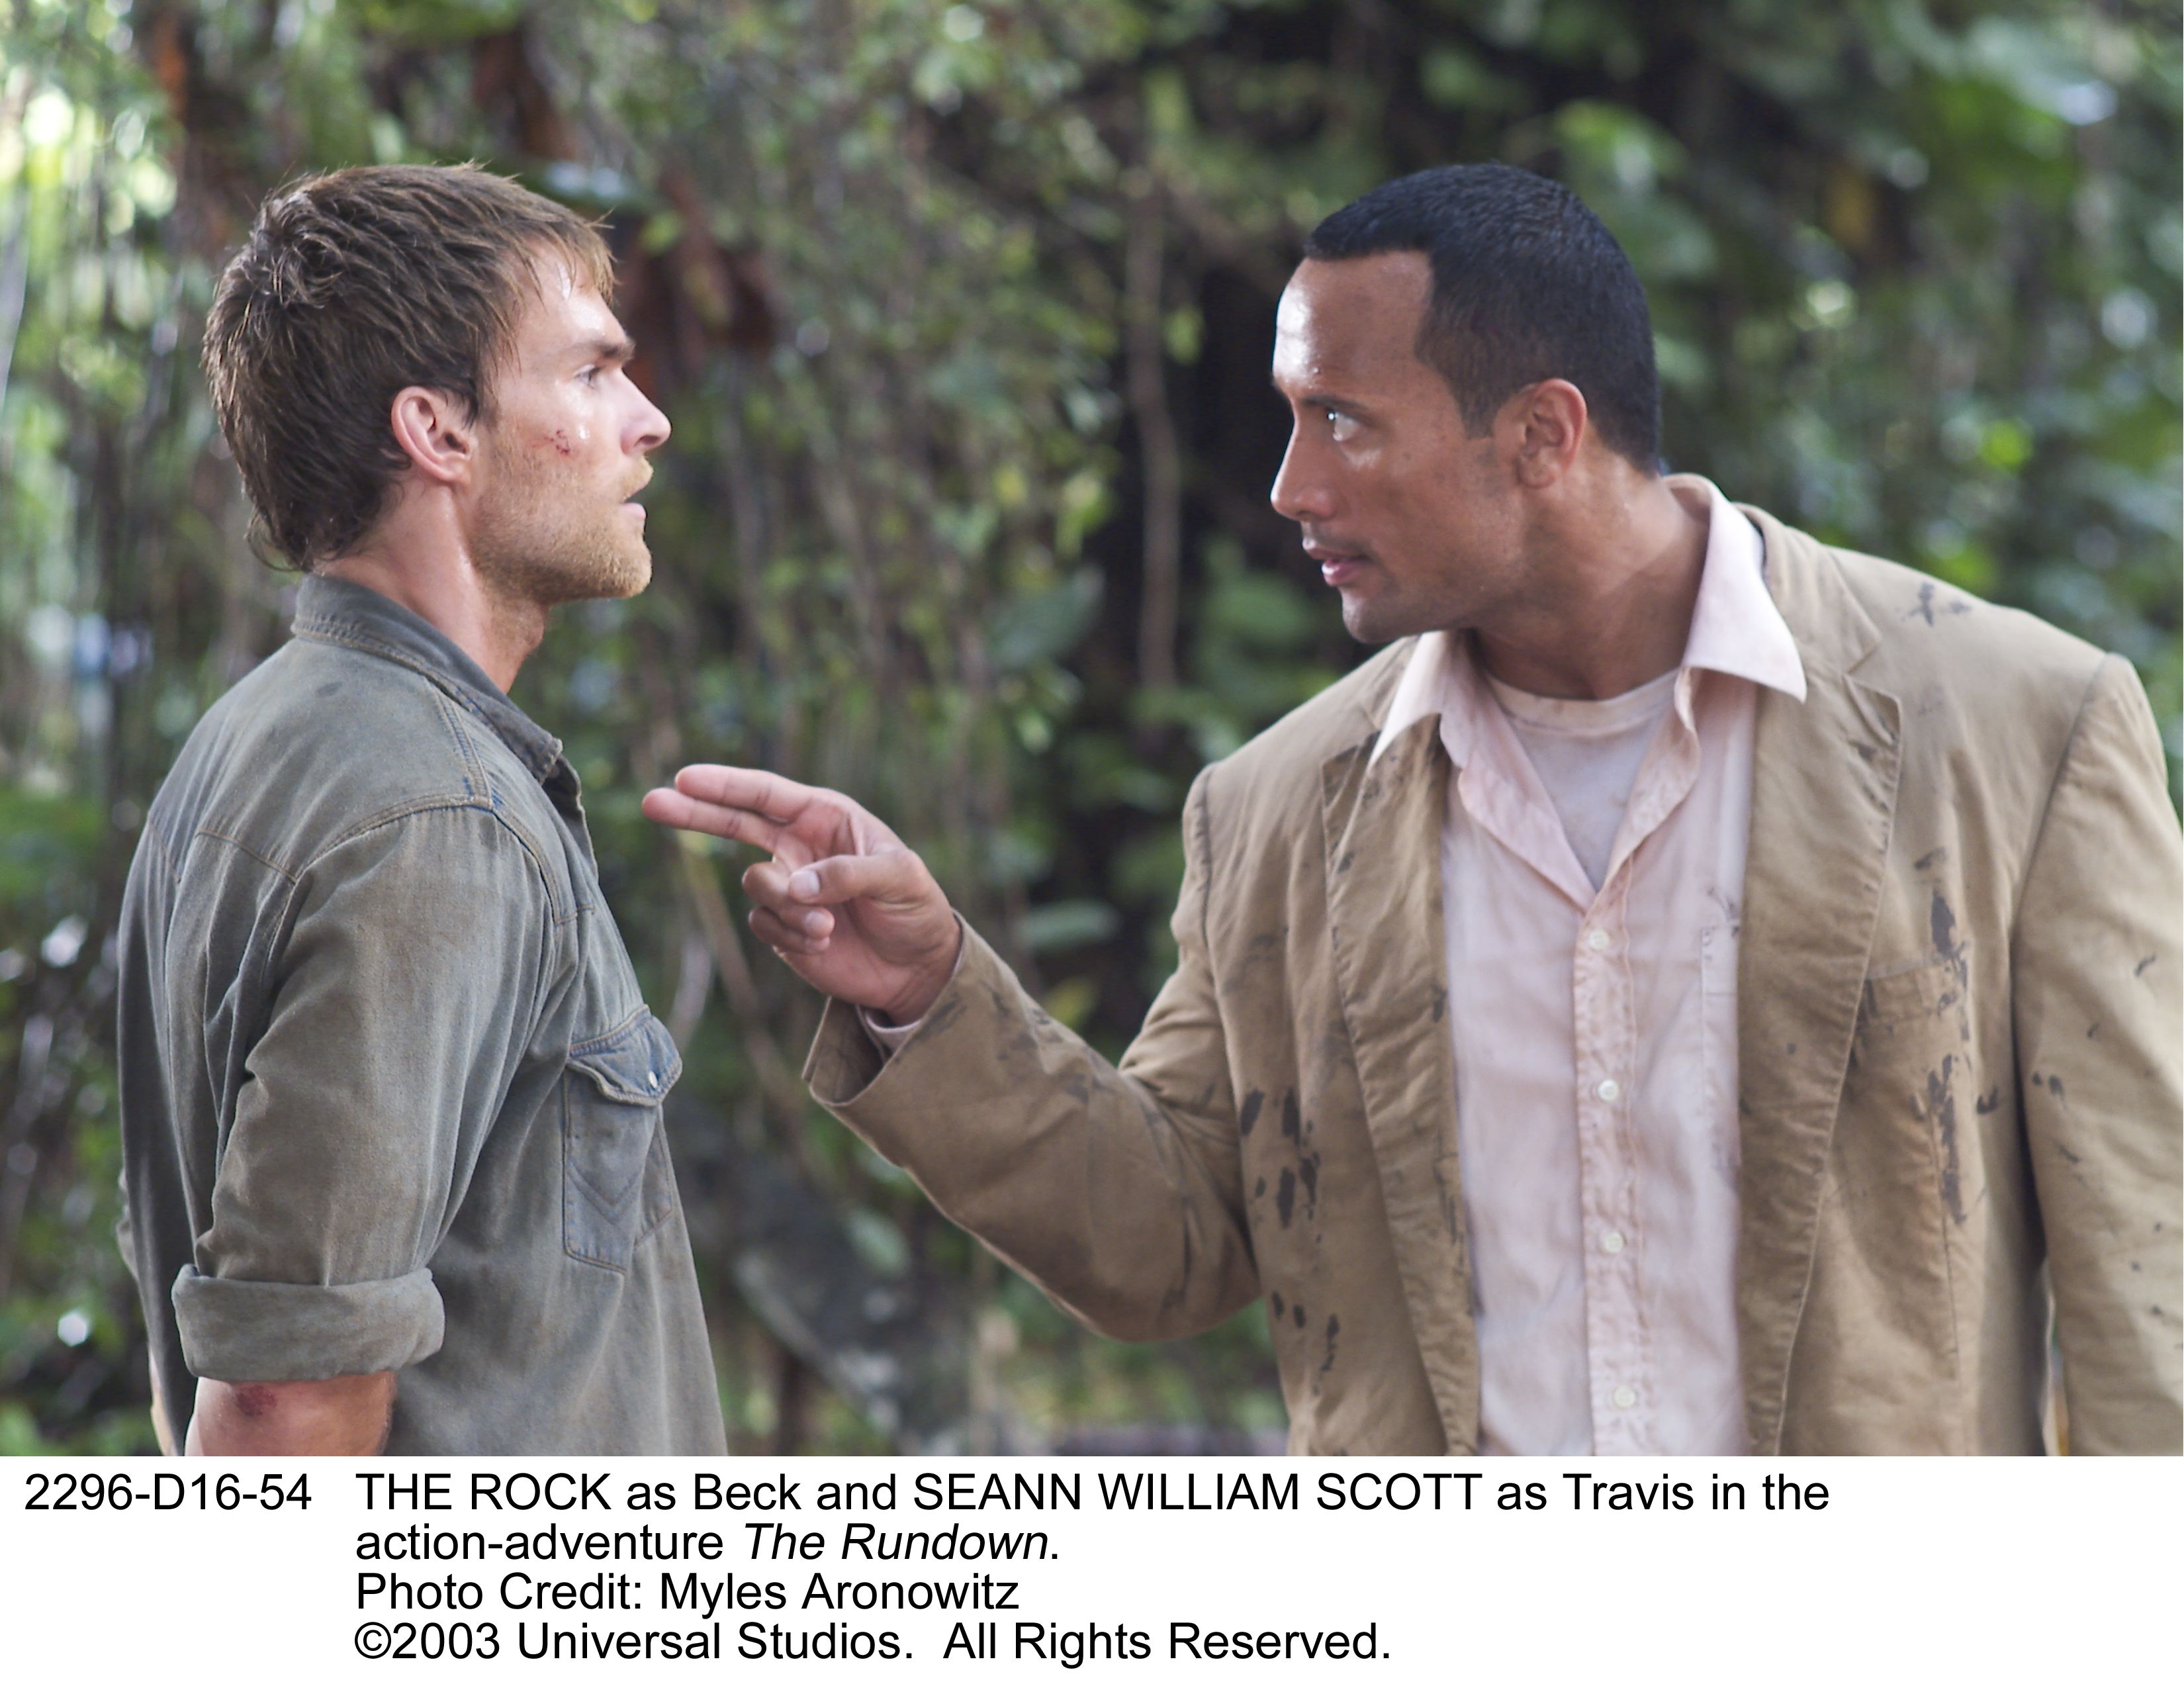 2296-D16-54 THE ROCK as Beck and SEANN WILLIAM SCOTT as Travis in the
action-adventure The Rundown.
Photo Credit: Myles Aronowitz
©2003 Universal Studios. All Rights Reserved.